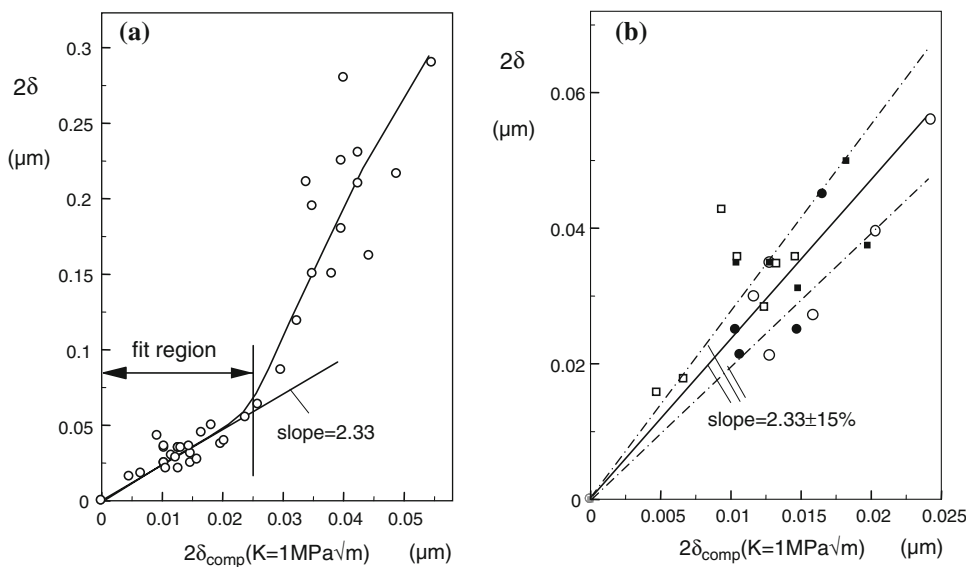 (a)
0.3
2δ
0.25
(μm)
0.2
0.15
fit region
0.1
0.05
slope=2.33
0
0
0.01
0.02
0.03
0.04
0.05
2δcomp(K=1MPa√m)
(μm)
(b)
2δ
0.06
(μm)
0.04
0.02
slope=2.33±15%
0
0
0.005
0.01
0.015
0.02
0.025
2δcomp(K=1MPa√m)
(μm)